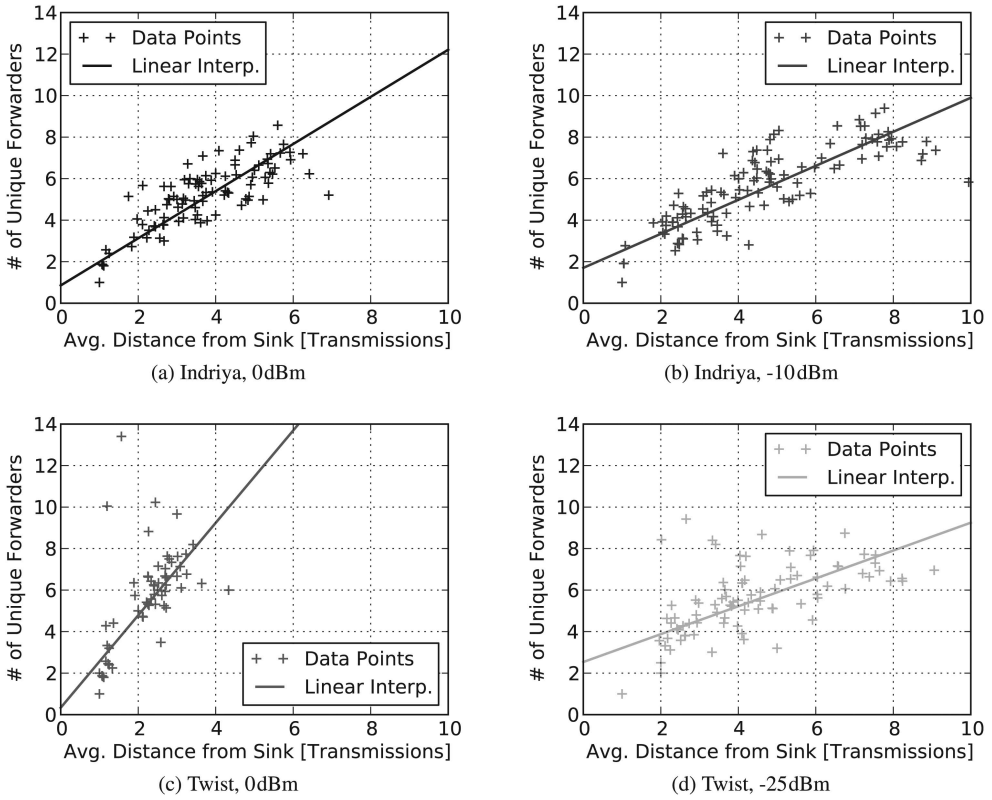 14
12
10
8
6
4
2
0
# of Unique Forwarders
Data Points
Linear Interp.
0 2 4 6 8 10
Avg. Distance from Sink [Transmissions]
(a) Indriya, 0dBm
14
12
10
8
6
4
2
0
# of Unique Forwarders
Data Points
Linear Interp.
0 2 4 6 8 10
Avg. Distance from Sink [Transmissions]
(b) Indriya, -10dBm
14
12
10
8
6
4
2
0
# of Unique Forwarders
Data Points
Linear Interp.
0 2 4 6 8 10
Avg. Distance from Sink [Transmissions]
(c) Twist, 0dBm
14
12
10
8
6
4
2
0
# of Unique Forwarders
Data Points
Linear Interp.
0 2 4 6 8 10
Avg. Distance from Sink [Transmissions]
(d) Twist, -25dBm